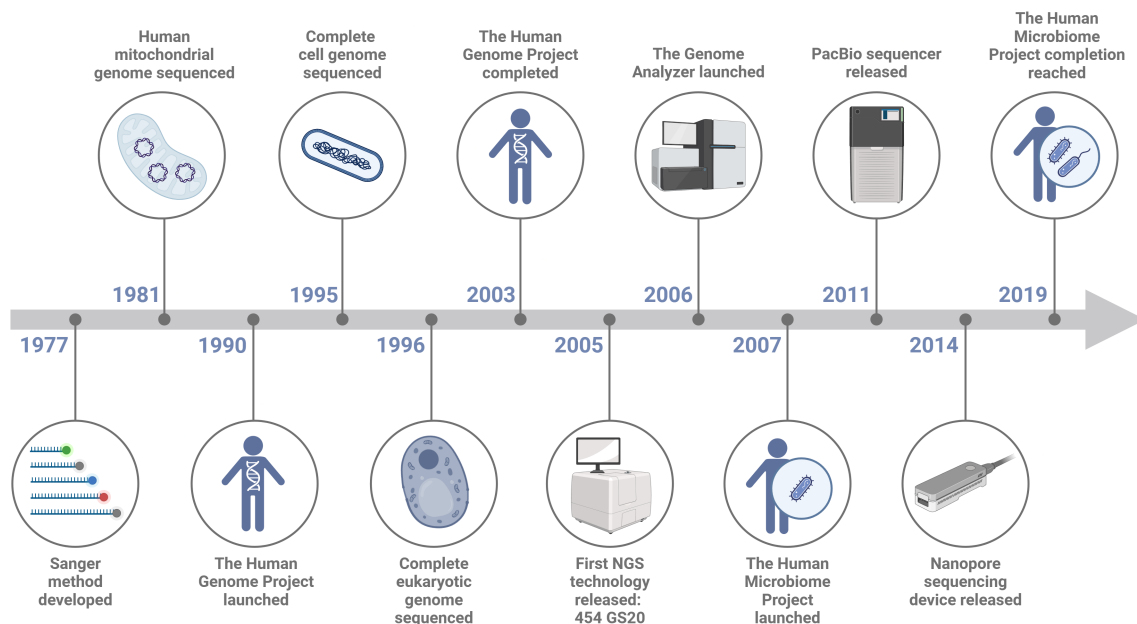 Human
mitochondrial
genome sequenced
Complete
cell genome
sequenced
The Human
Genome Project
completed
The Genome
Analyzer launched
PacBio sequencer
released
The Human
Microbiome
Project completion
reached
1981
1995
2003
2006
2011
2019
1977
1990
1996
2005
2007
2014
Sanger
method
developed
The Human
Genome Project
launched
Complete
eukaryotic
genome
sequenced
First NGS
technology
released:
454 GS20
The Human
Microbiome
Project
launched
Nanopore
sequencing
device released